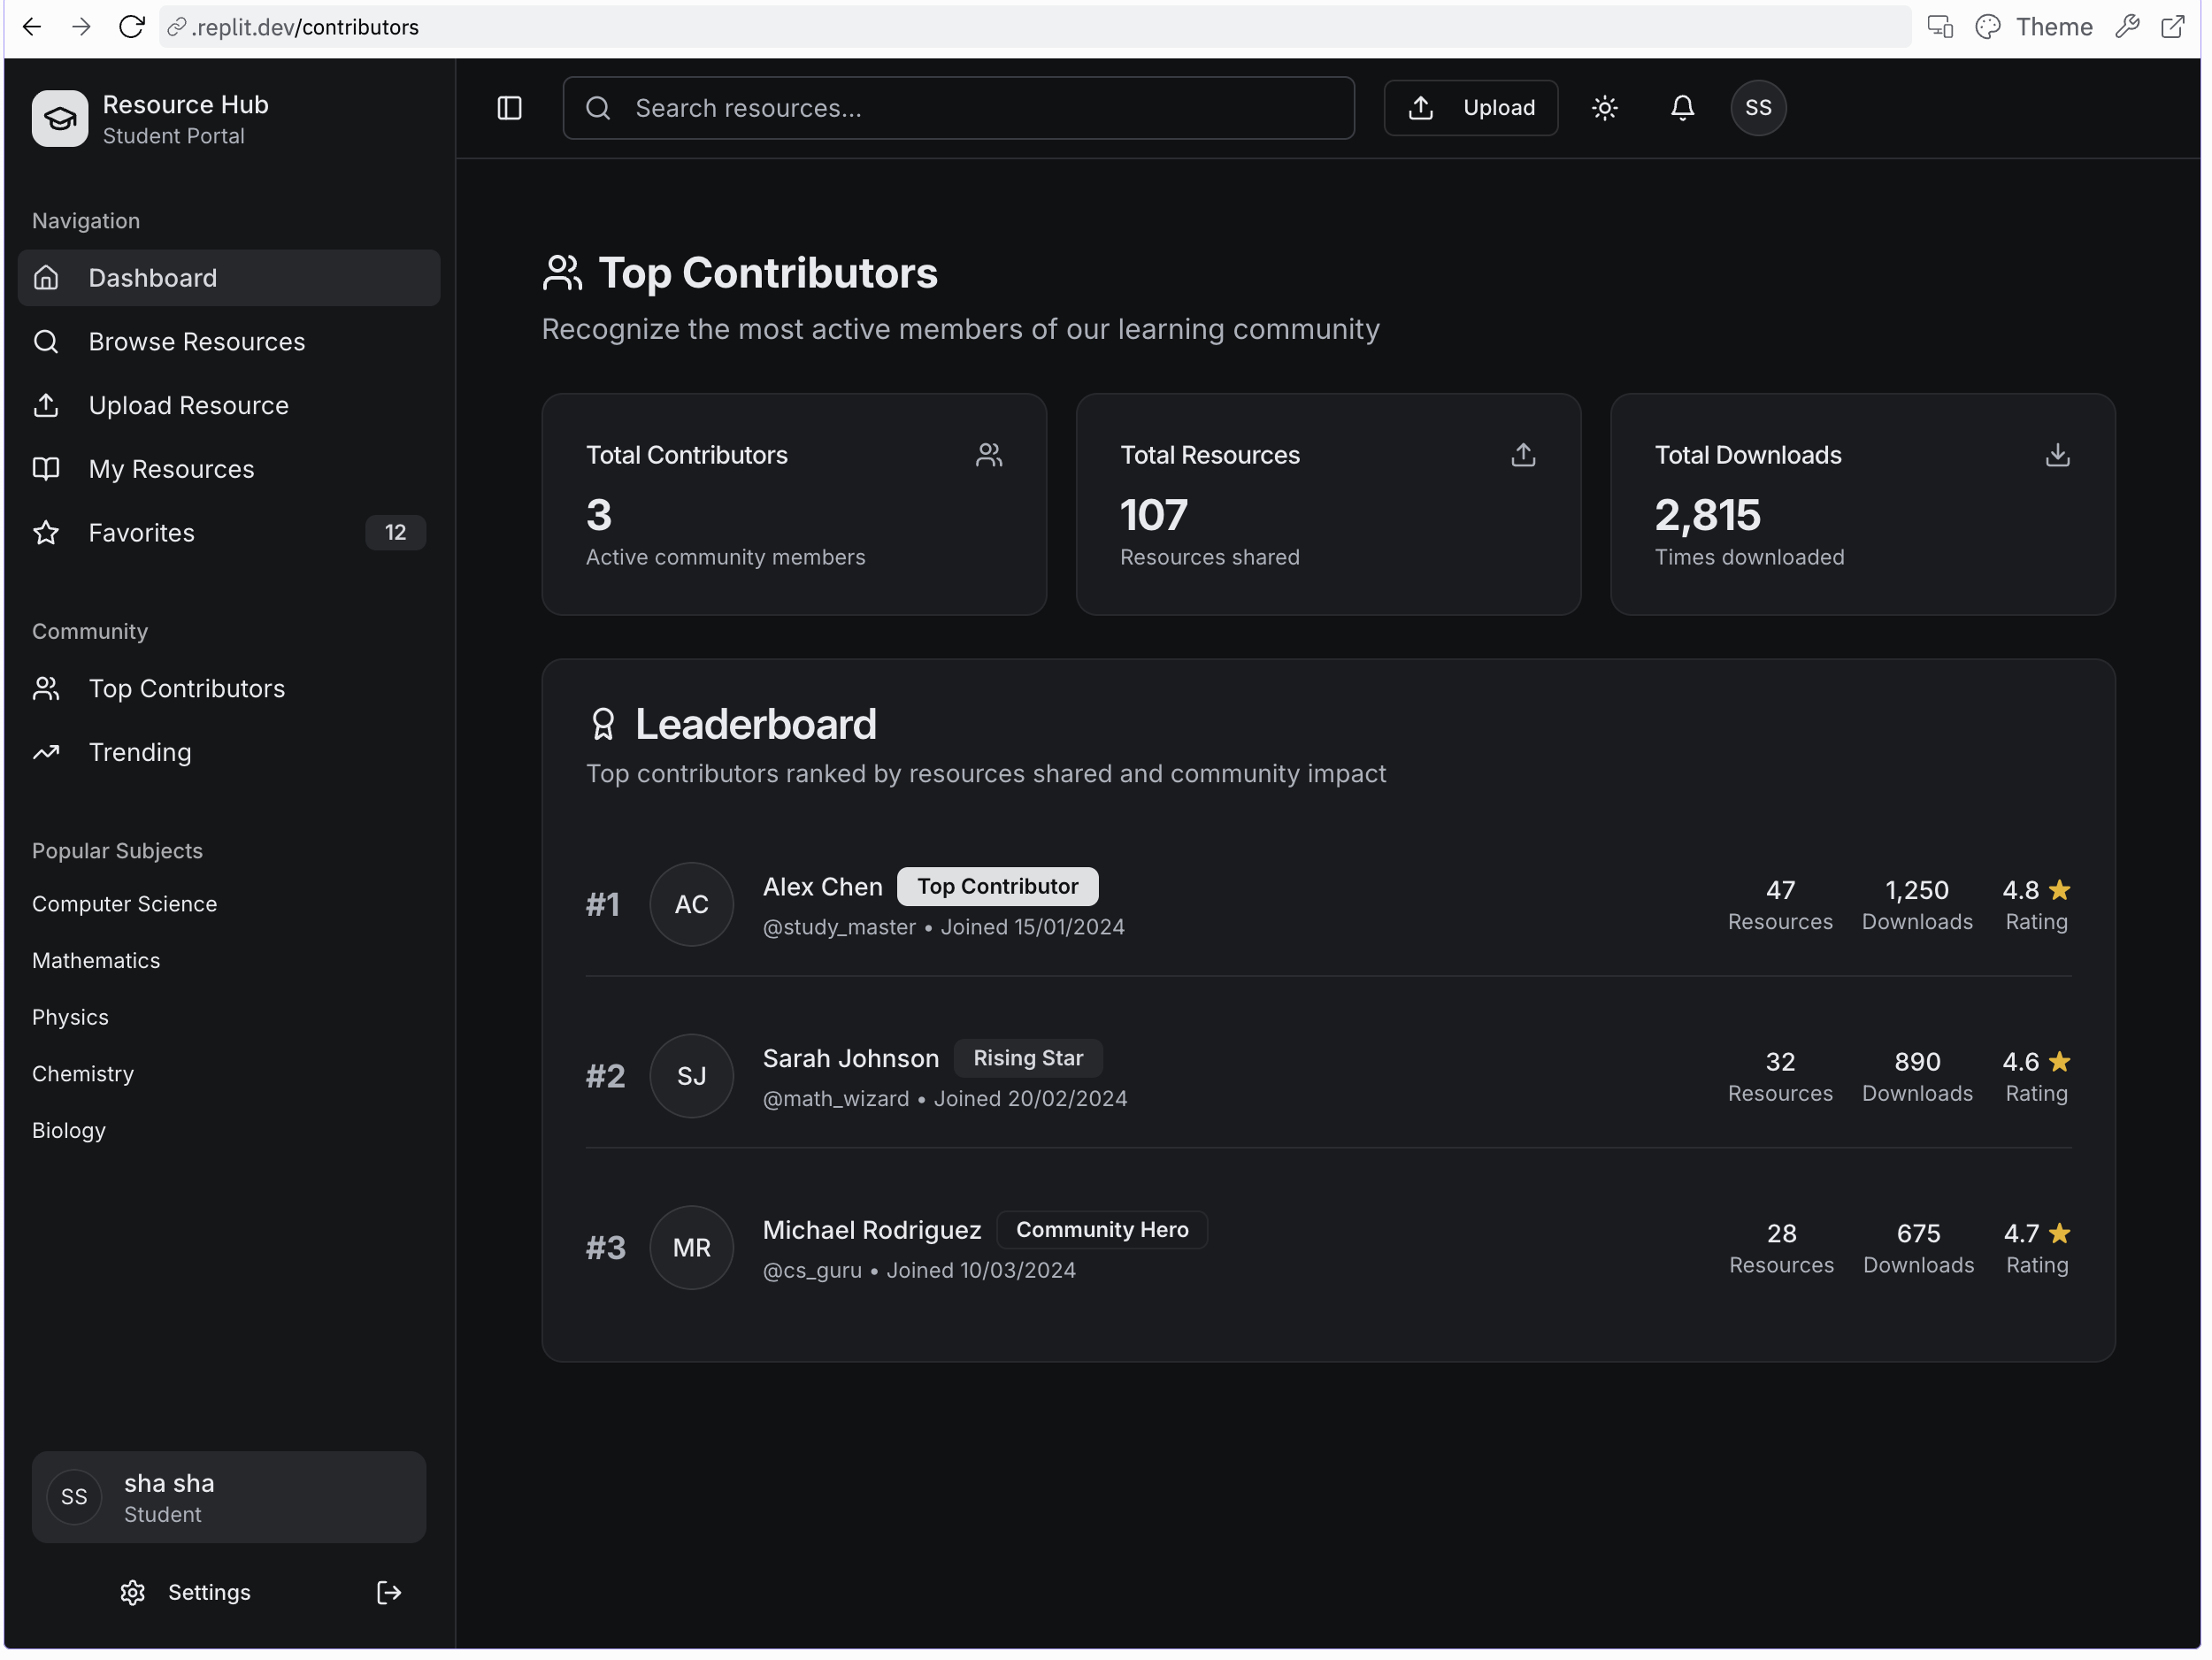 .replit.dev/contributors
Theme
Resource Hub
Student Portal
Search resources...
Upload
SS
Navigation
Dashboard
Browse Resources
Upload Resource
My Resources
Favorites 12
Community
Top Contributors
Trending
Popular Subjects
Computer Science
Mathematics
Physics
Chemistry
Biology
SS
sha sha
Student
Settings
Top Contributors
Recognize the most active members of our learning community
Total Contributors
3
Active community members
Total Resources
107
Resources shared
Total Downloads
2,815
Times downloaded
Leaderboard
Top contributors ranked by resources shared and community impact
#1 AC Alex Chen Top Contributor
@study_master • Joined 15/01/2024
47 1,250 4.8
Resources Downloads Rating
#2 SJ Sarah Johnson Rising Star
@math_wizard • Joined 20/02/2024
32 890 4.6
Resources Downloads Rating
#3 MR Michael Rodriguez Community Hero
@cs_guru • Joined 10/03/2024
28 675 4.7
Resources Downloads Rating